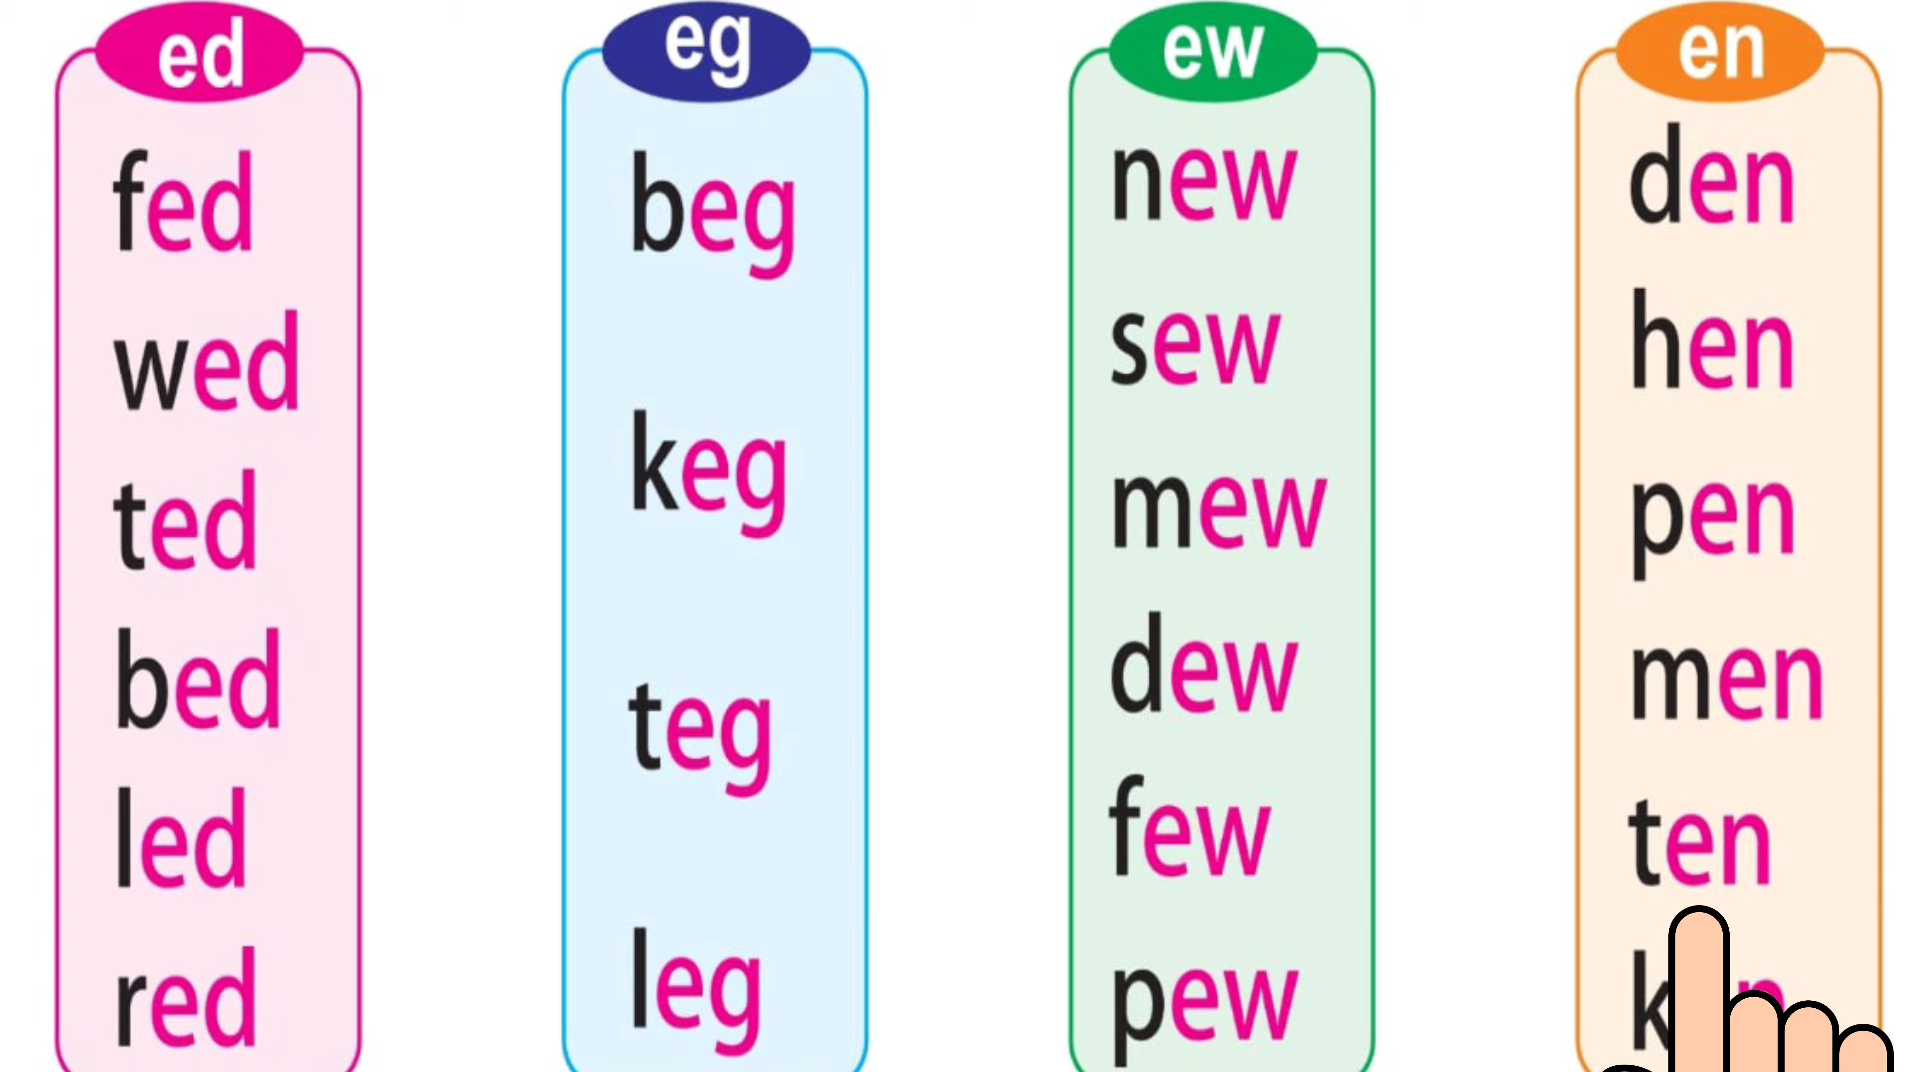 ed
fed
wed
ted
bed
led
red
eg
beg
keg
teg
leg
ew
new
sew
mew
dew
few
pew
en
den
hen
pen
men
ten